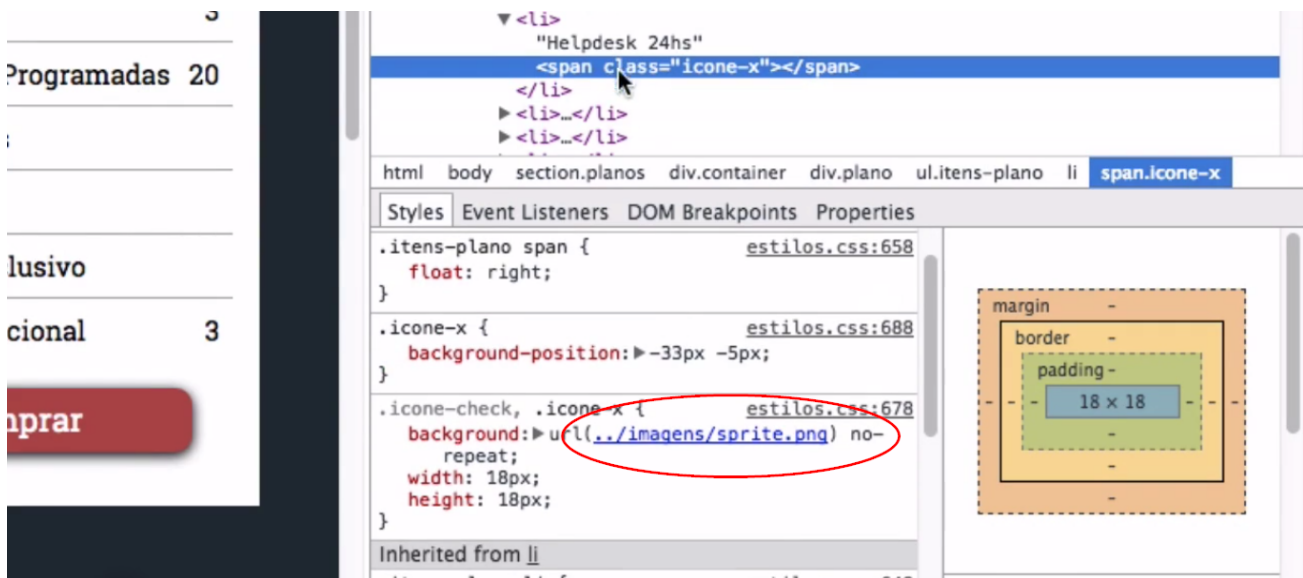 3
Programadas 20
lusivo
cional 3
prar
▼<li>
"Helpdesk 24hs"
<span class="icone-x"></span>
</li>
▶<li>…</li>
▶<li>…</li>
html body section.planos div.container div.plano ul.itens-plano li span.icone-x
Styles Event Listeners DOM Breakpoints Properties
.itens-plano span { estilos.css:658
float: right;
}
.icone-x { estilos.css:688
background-position:▶-33px -5px;
}
.icone-check, .icone-x { estilos.css:678
background:▶url(../imagens/sprite.png) no-
repeat;
width: 18px;
height: 18px;
}
Inherited from li
margin -
border -
padding -
- - - 18 × 18 - - -
-
-
-